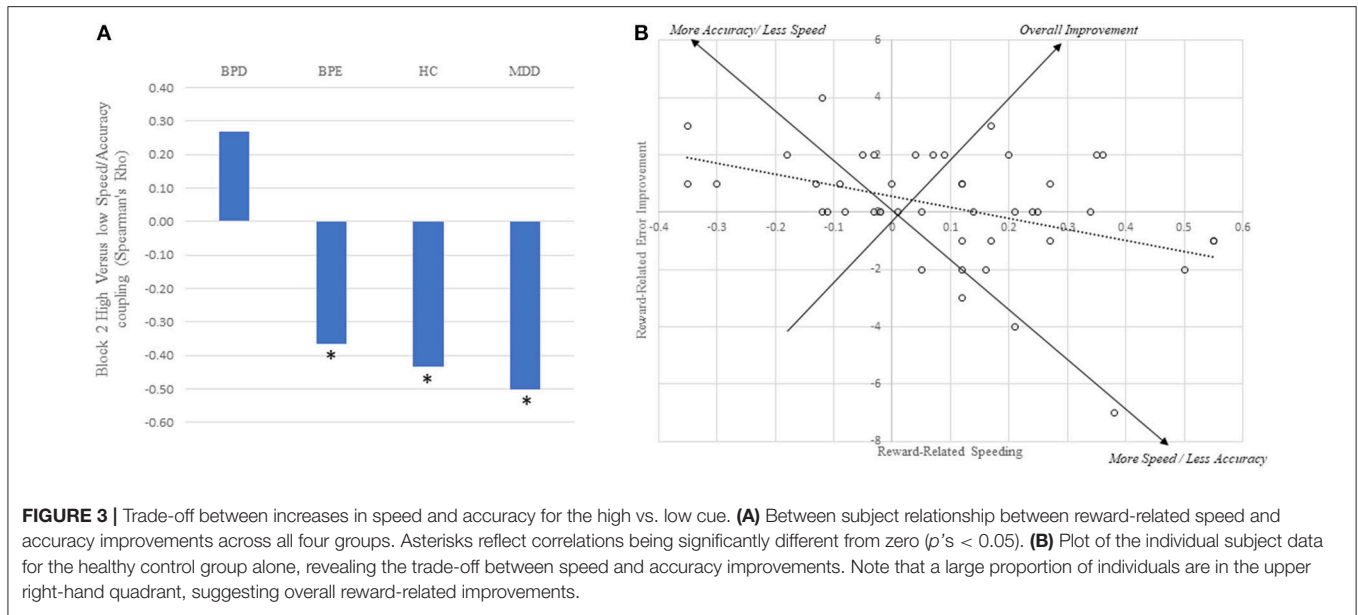 A
BPD BPE HC MDD
0.40
0.30
0.20
0.10
0.00
-0.10
-0.20
-0.30
-0.40
-0.50
-0.60
Block 2 High Versus low Speed/Accuracy
coupling (Spearman's Rho)
*
*
*
B
More Accuracy/ Less Speed
Overall Improvement
6
4
2
0
-2
-4
-6
-8
-0.4 -0.3 -0.2 -0.1 0 0.1 0.2 0.3 0.4 0.5 0.6
Reward-Related Error Improvement
Reward-Related Speeding
More Speed / Less Accuracy
FIGURE 3 | Trade-off between increases in speed and accuracy for the high vs. low cue. (A) Between subject relationship between reward-related speed and
accuracy improvements across all four groups. Asterisks reflect correlations being significantly different from zero (p's < 0.05). (B) Plot of the individual subject data
for the healthy control group alone, revealing the trade-off between speed and accuracy improvements. Note that a large proportion of individuals are in the upper
right-hand quadrant, suggesting overall reward-related improvements.